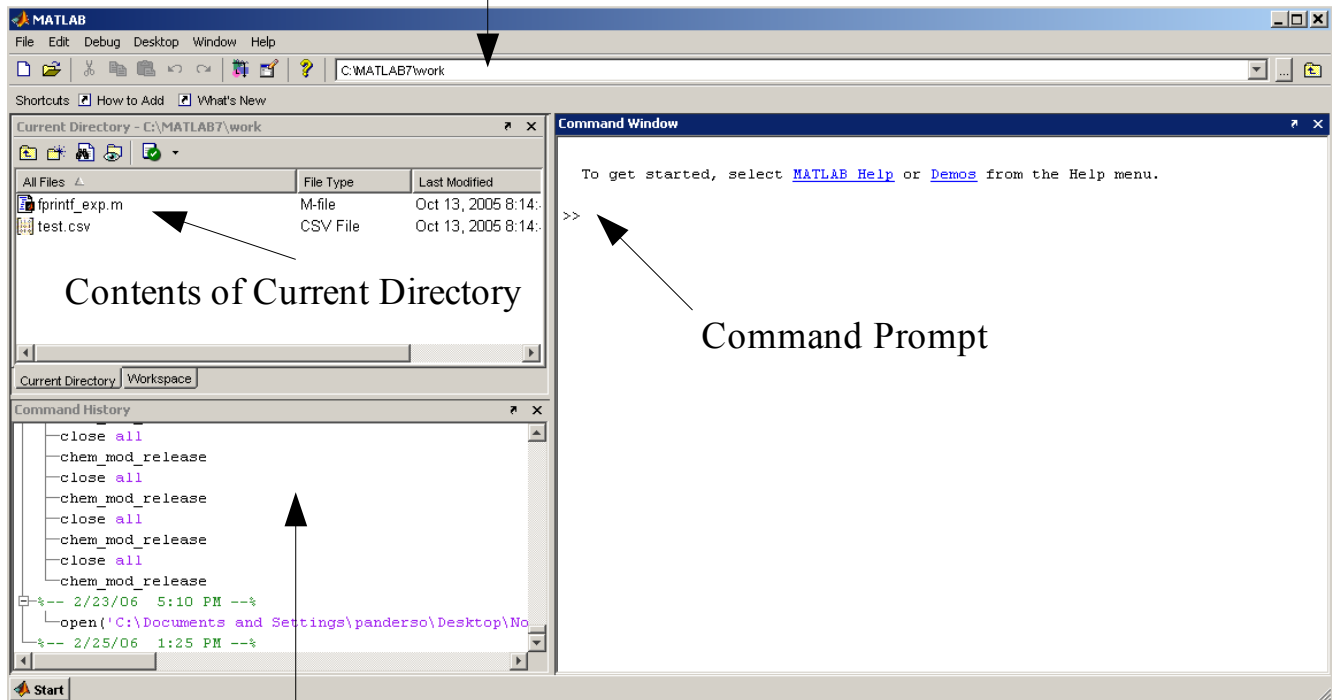 MATLAB
File Edit Debug Desktop Window Help
C:\MATLAB7\work
...
Shortcuts How to Add What's New
Current Directory - C:\MATLAB7\work
All Files File Type Last Modified
fprintf_exp.m M-file Oct 13, 2005 8:14:
test.csv CSV File Oct 13, 2005 8:14:
Contents of Current Directory
Current Directory Workspace
Command History
close all
chem_mod_release
close all
chem_mod_release
close all
chem_mod_release
close all
chem_mod_release
%-- 2/23/06 5:10 PM --%
open('C:\Documents and Settings\panderso\Desktop\No
%-- 2/25/06 1:25 PM --%
Command Window
To get started, select MATLAB Help or Demos from the Help menu.
>>
Command Prompt
Start